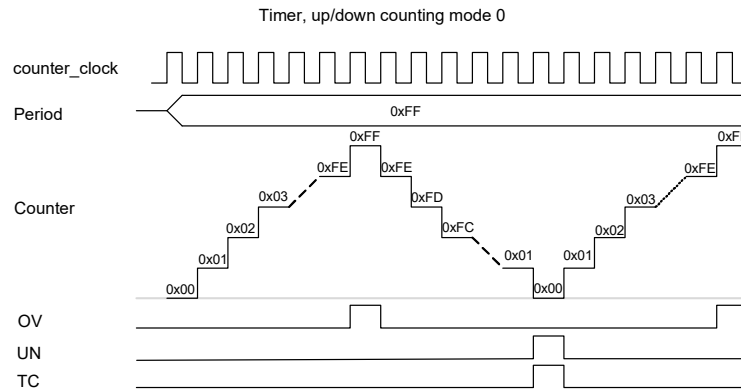 Timer, up/down counting mode 0
counter_clock
Period
0xFF
0xFF
0xF
0xFE
0xFE
0xFE
0x03
0xFD
0x03
Counter
0x02
0xFC
0x02
0x01
0x01
0x01
0x00
0x00
OV
UN
TC